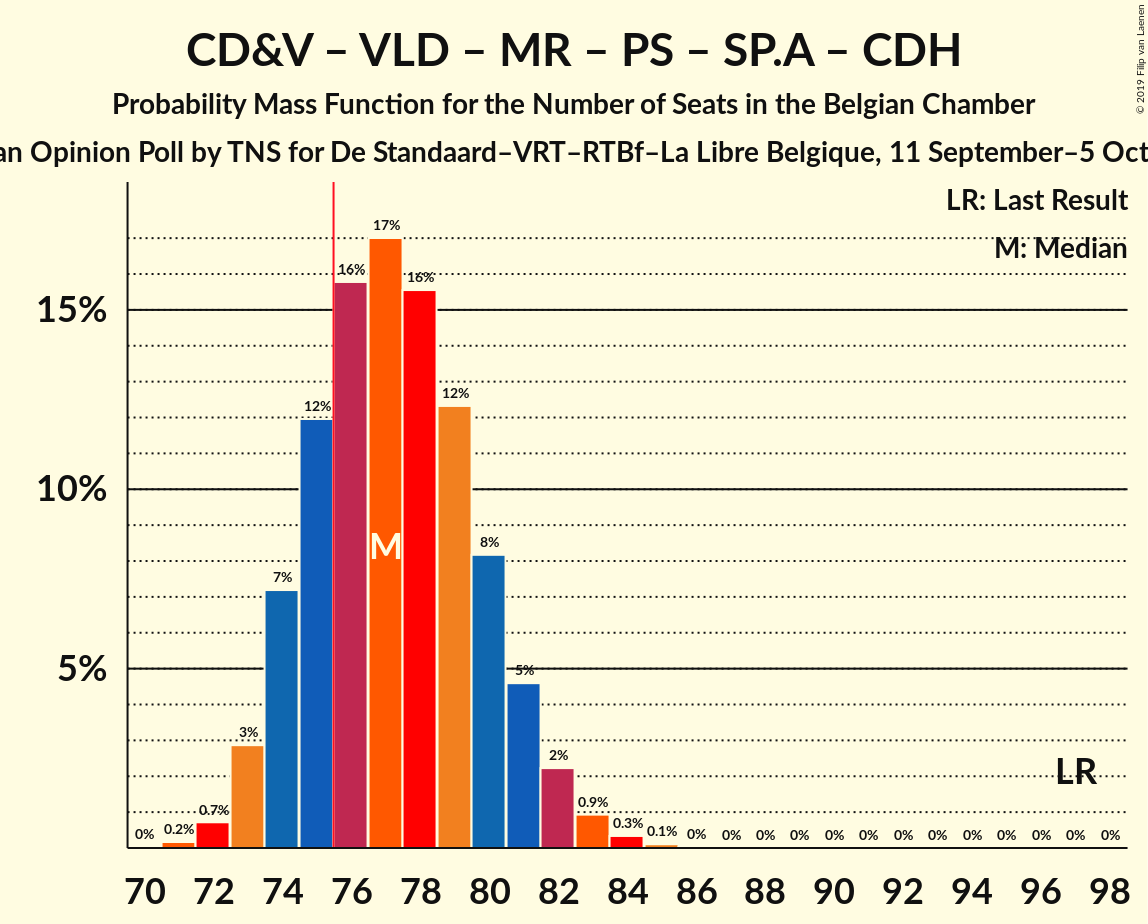 CD&V – VLD – MR – PS – SP.A – CDH
Probability Mass Function for the Number of Seats in the Belgian Chamber
an Opinion Poll by TNS for De Standaard–VRT–RTBf–La Libre Belgique, 11 September–5 Oct
© 2019 Filip van Laenen
LR: Last Result
M: Median
15%
10%
5%
0% 0.2% 0.7% 3% 7% 12% 16% 17% 16% 12% 8% 5% 2% 0.9% 0.3% 0.1% 0% 0% 0% 0% 0% 0% 0% 0% 0% 0% 0% 0% 0%
M
LR
70 72 74 76 78 80 82 84 86 88 90 92 94 96 98